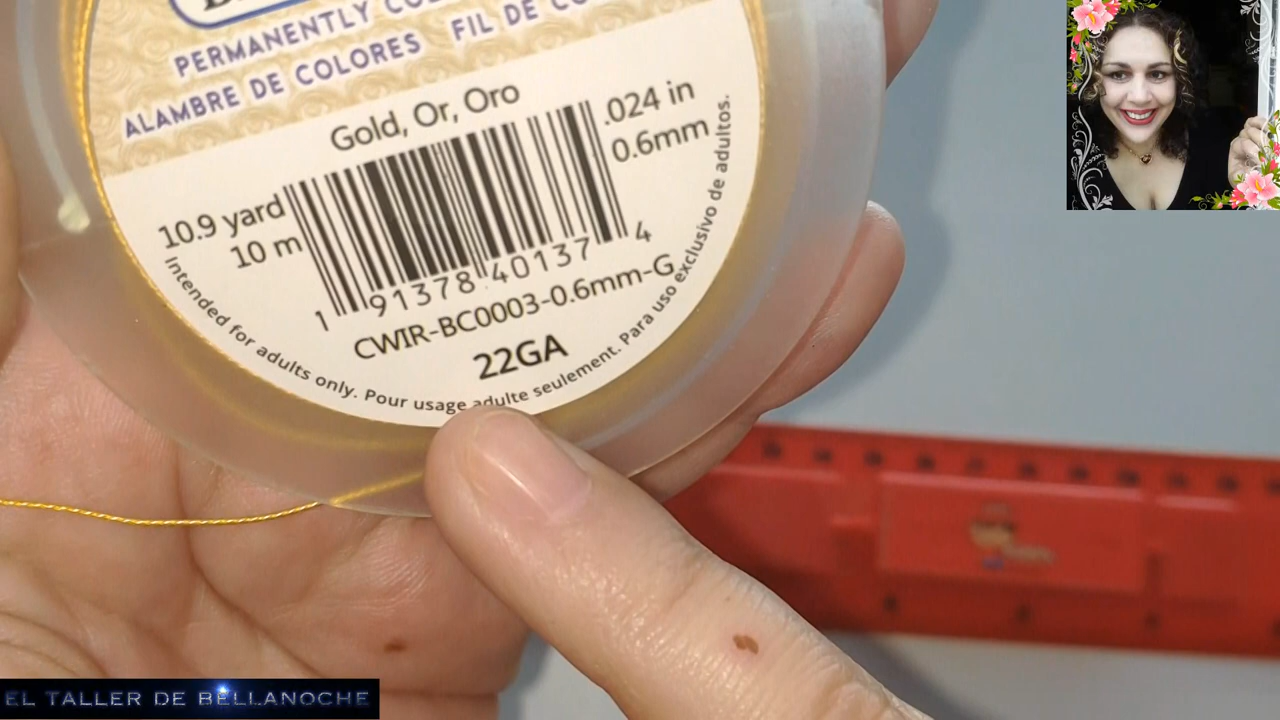 PERMANENTLY
ALAMBRE DE COLORES FIL DE
Gold, Or, Oro
.024 in
0.6mm
10.9 yard
10 m
1 91378 40137 4
CWIR-BC0003-0.6mm-G
22GA
Intended for adults only. Pour usage adulte seulement. Para uso exclusivo de adultos.
EL TALLER DE BELLANOCHE